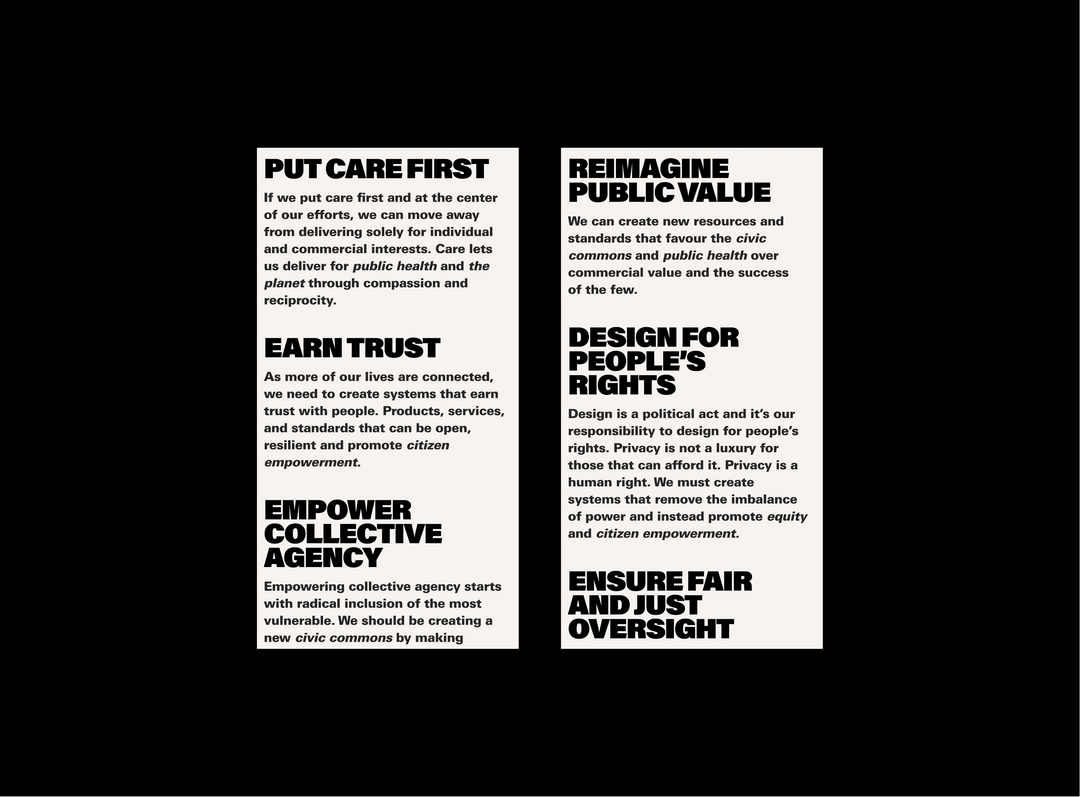 PUT CARE FIRST
If we put care first and at the center
of our efforts, we can move away
from delivering solely for individual
and commercial interests. Care lets
us deliver for public health and the
planet through compassion and
reciprocity.
EARN TRUST
As more of our lives are connected,
we need to create systems that earn
trust with people. Products, services,
and standards that can be open,
resilient and promote citizen
empowerment.
EMPOWER
COLLECTIVE
AGENCY
Empowering collective agency starts
with radical inclusion of the most
vulnerable. We should be creating a
new civic commons by making
REIMAGINE
PUBLIC VALUE
We can create new resources and
standards that favour the civic
commons and public health over
commercial value and the success
of the few.
DESIGN FOR
PEOPLE'S
RIGHTS
Design is a political act and it's our
responsibility to design for people's
rights. Privacy is not a luxury for
those that can afford it. Privacy is a
human right. We must create
systems that remove the imbalance
of power and instead promote equity
and citizen empowerment.
ENSURE FAIR
AND JUST
OVERSIGHT